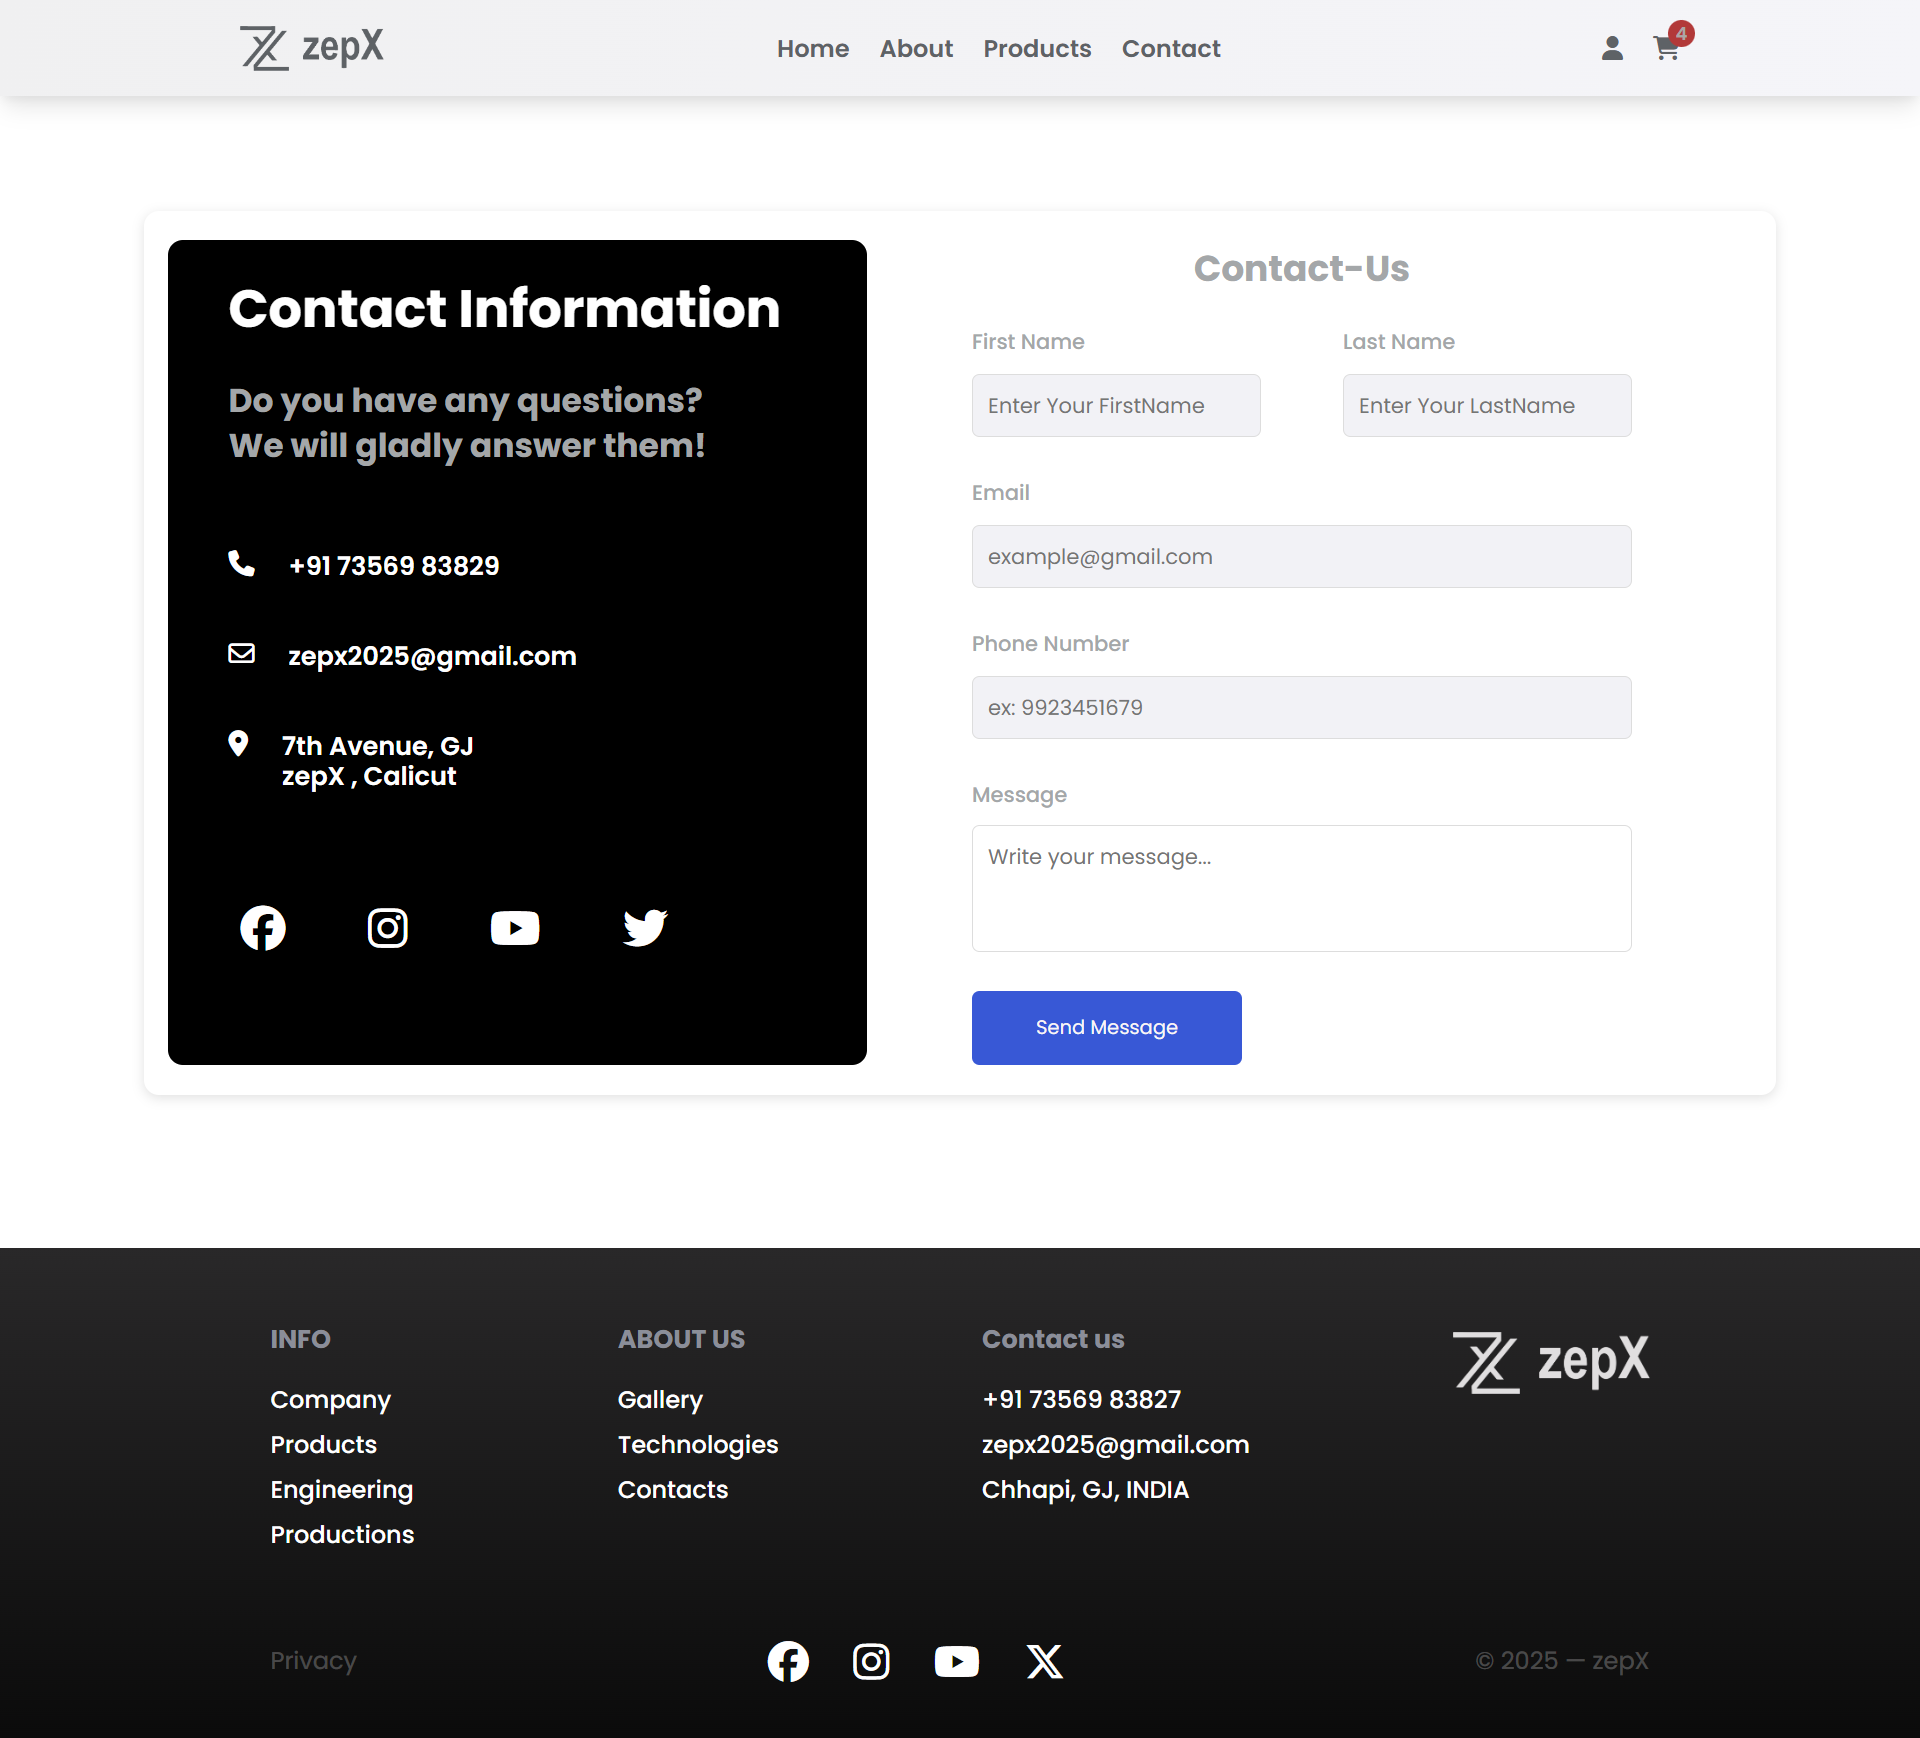 zepX
Home About Products Contact
4
Contact Information
Do you have any questions?
We will gladly answer them!
+91 73569 83829
zepx2025@gmail.com
7th Avenue, GJ
zepX , Calicut
Contact-Us
First Name
Last Name
Enter Your FirstName
Enter Your LastName
Email
example@gmail.com
Phone Number
ex: 9923451679
Message
Write your message...
Send Message
INFO
Company
Products
Engineering
Productions
ABOUT US
Gallery
Technologies
Contacts
Contact us
+91 73569 83827
zepx2025@gmail.com
Chhapi, GJ, INDIA
zepX
Privacy
© 2025 — zepX